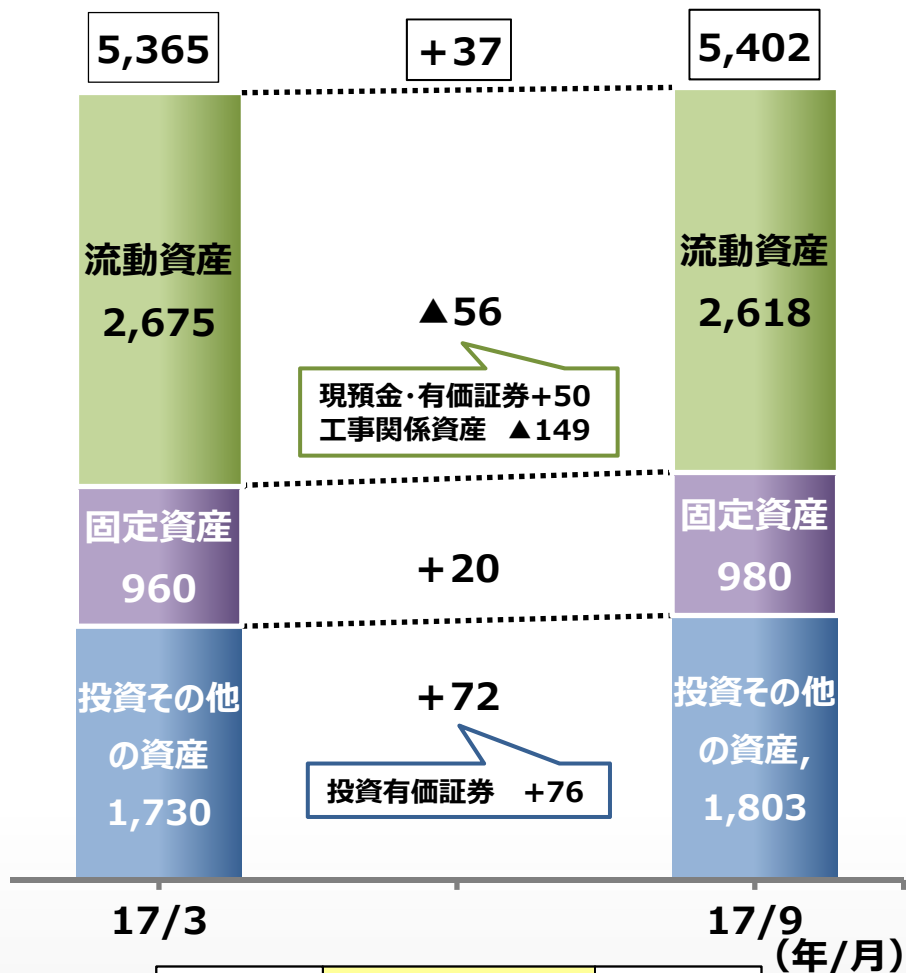 5,365
+37
5,402
流動資産
2,675
▲56
流動資産
2,618
現預金・有価証券+50
工事関係資産 ▲149
固定資産
960
+20
固定資産
980
投資その他
の資産
1,730
+72
投資有価証券 +76
投資その他
の資産,
1,803
17/3
17/9
（年/月）